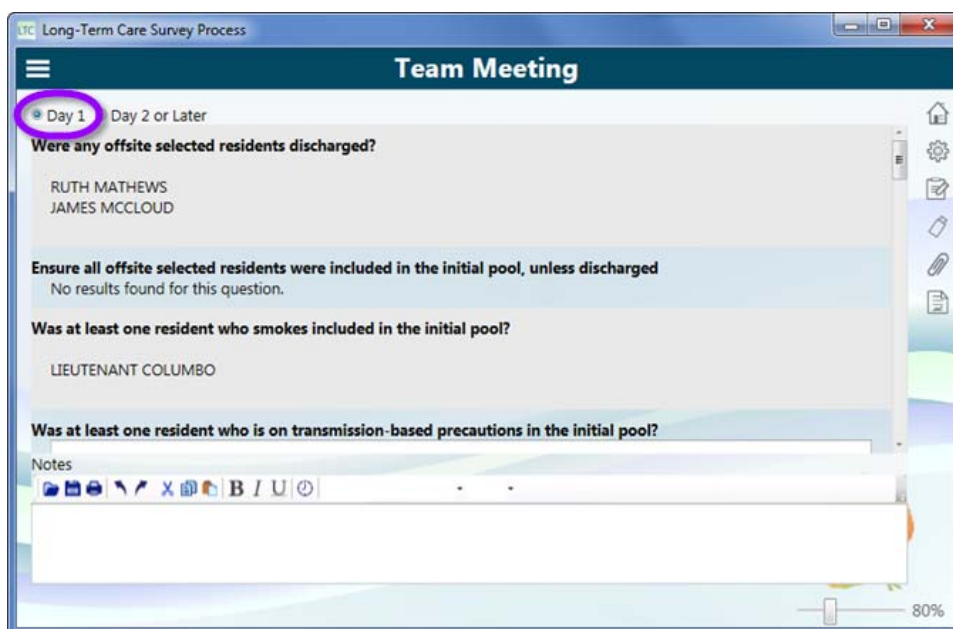 LTC Long-Term Care Survey Process
Team Meeting
Day 1 Day 2 or Later
Were any offsite selected residents discharged?
RUTH MATHEWS
JAMES MCCLOUD
Ensure all offsite selected residents were included in the initial pool, unless discharged
No results found for this question.
Was at least one resident who smokes included in the initial pool?
LIEUTENANT COLUMBO
Was at least one resident who is on transmission-based precautions in the initial pool?
Notes
B I U
80%